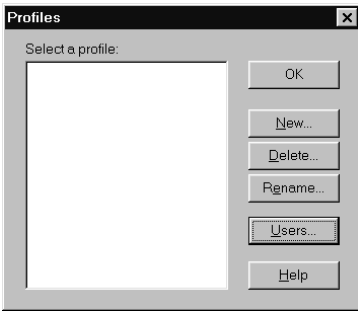 Profiles
Select a profile:
OK
New...
Delete...
Rename...
Users...
Help